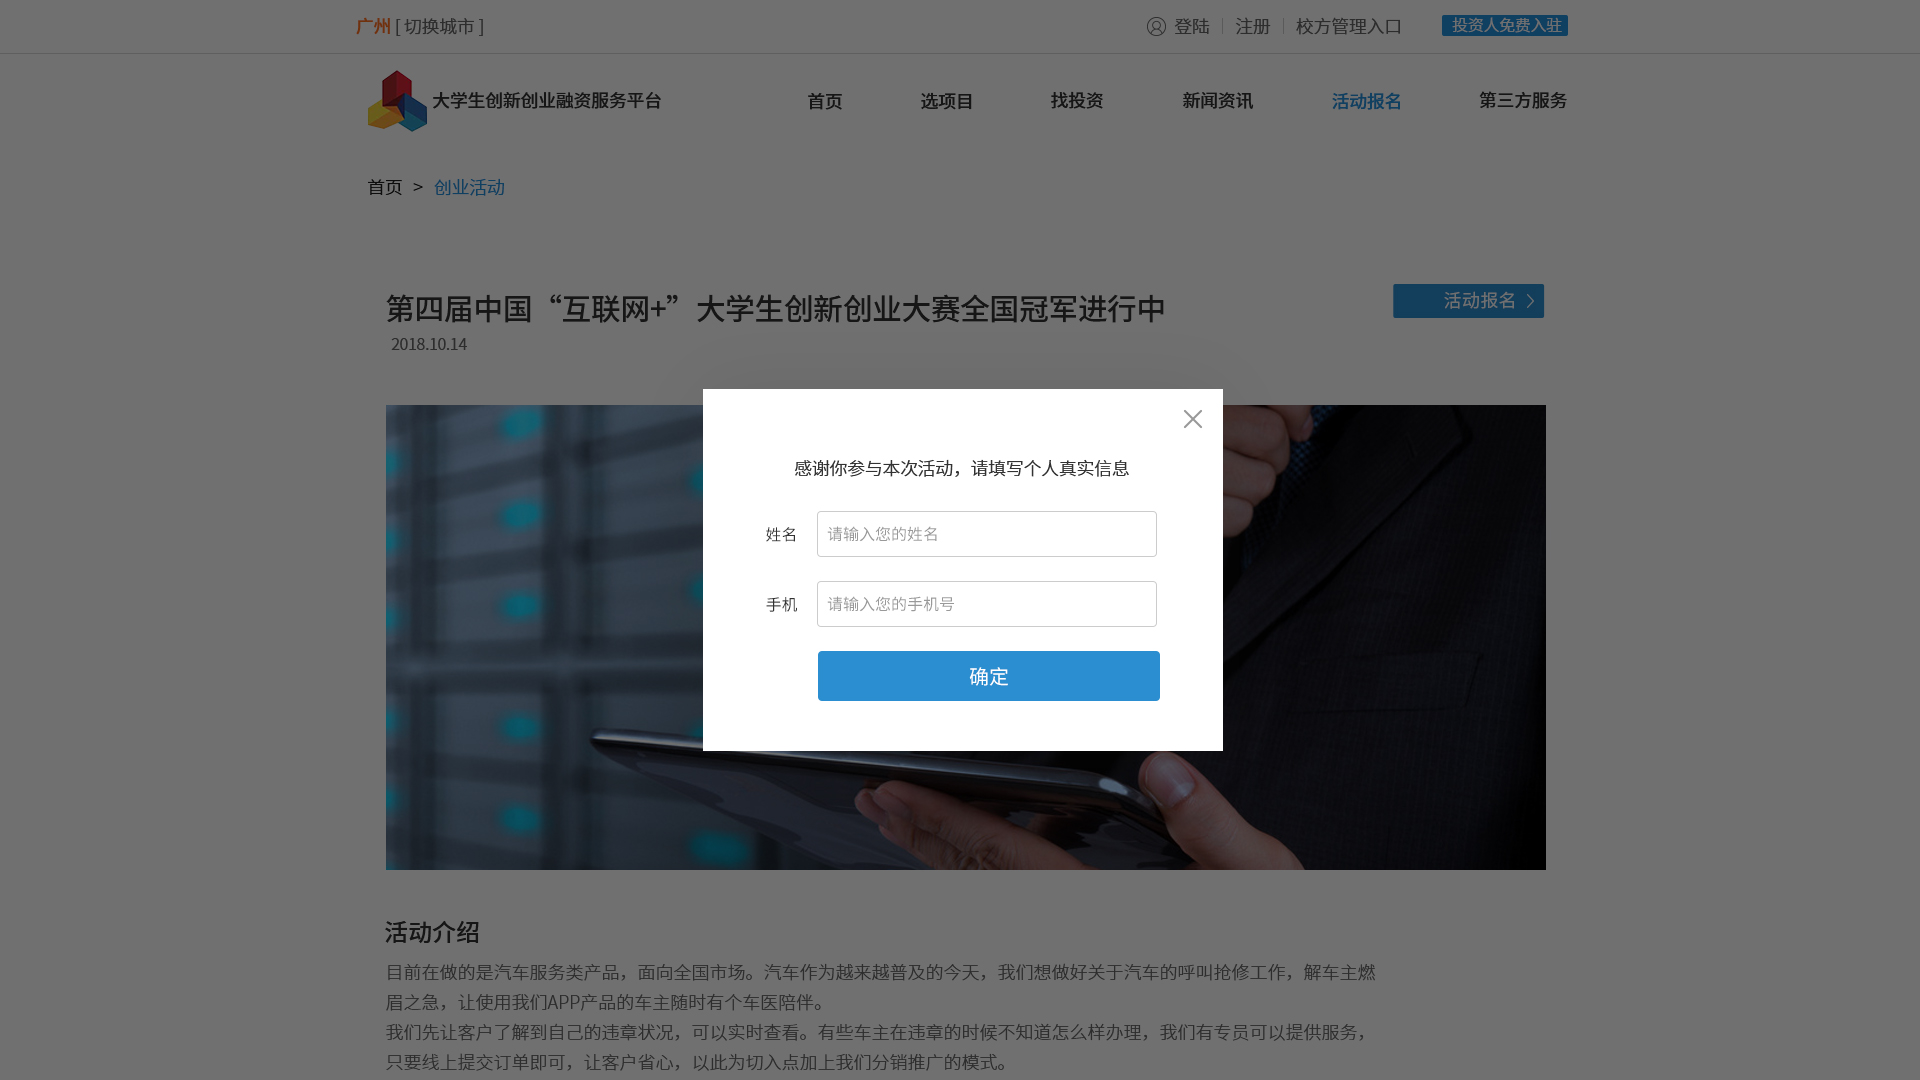 广州 [ 切换城市 ]
登陆 注册 校方管理入口 投资人免费入驻
大学生创新创业融资服务平台 首页 选项目 找投资 新闻资讯 活动报名 第三方服务
首页 > 创业活动
第四届中国“互联网+”大学生创新创业大赛全国冠军进行中
活动报名
2018.10.14
感谢你参与本次活动，请填写个人真实信息
姓名 请输入您的姓名
手机 请输入您的手机号
确定
活动介绍
目前在做的是汽车服务类产品，面向全国市场。汽车作为越来越普及的今天，我们想做好关于汽车的呼叫抢修工作，解车主燃
眉之急，让使用我们APP产品的车主随时有个车医陪伴。
我们先让客户了解到自己的违章状况，可以实时查看。有些车主在违章的时候不知道怎么样办理，我们有专员可以提供服务，
只要线上提交订单即可，让客户省心，以此为切入点加上我们分销推广的模式。